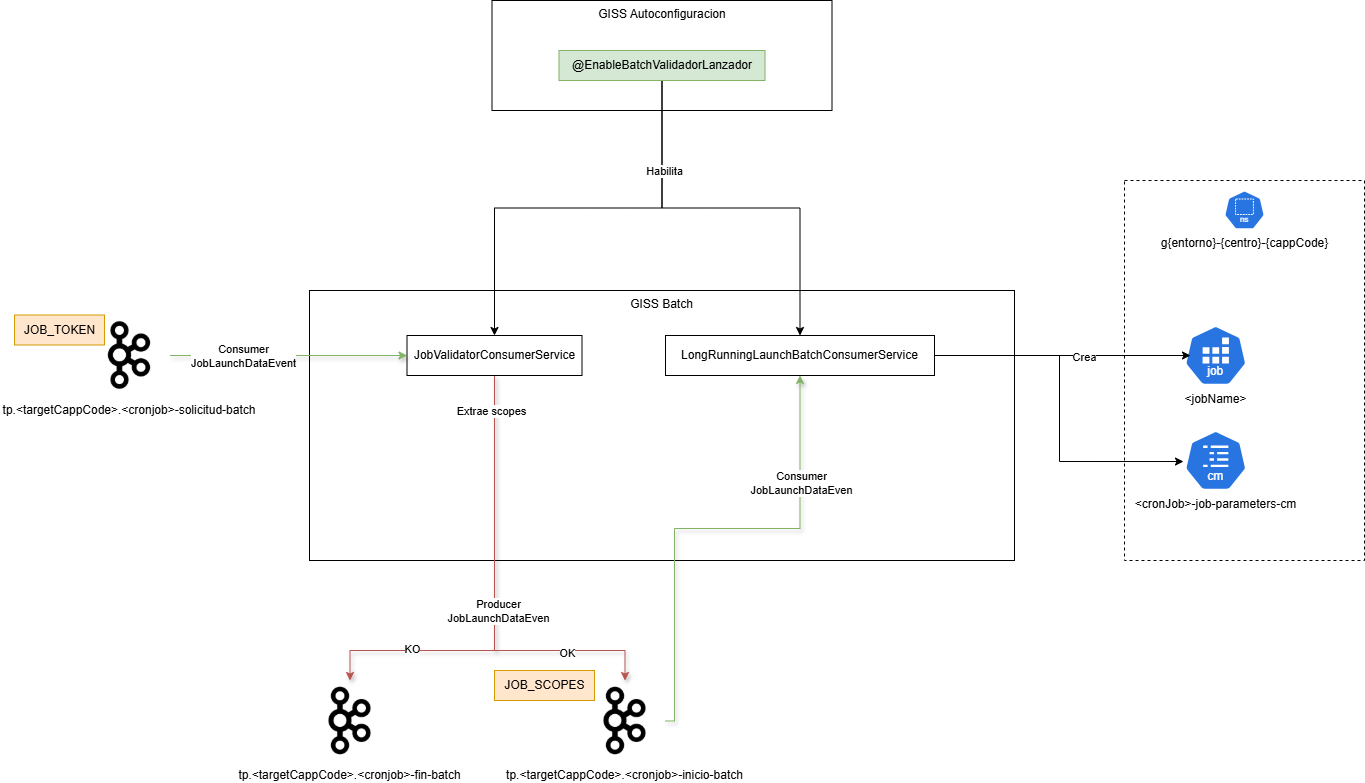 GISS Autoconfiguracion
@EnableBatchValidadorLanzador
Habilita
ns
g{entorno}-{centro}-{cappCode}
GISS Batch
JOB_TOKEN
Consumer
JobLaunchDataEvent
tp.<targetCappCode>.<cronjob>-solicitud-batch
JobValidatorConsumerService
LongRunningLaunchBatchConsumerService
Crea
job
<jobName>
Extrae scopes
Consumer
JobLaunchDataEven
cm
<cronJob>-job-parameters-cm
Producer
JobLaunchDataEven
KO
OK
JOB_SCOPES
tp.<targetCappCode>.<cronjob>-fin-batch
tp.<targetCappCode>.<cronjob>-inicio-batch